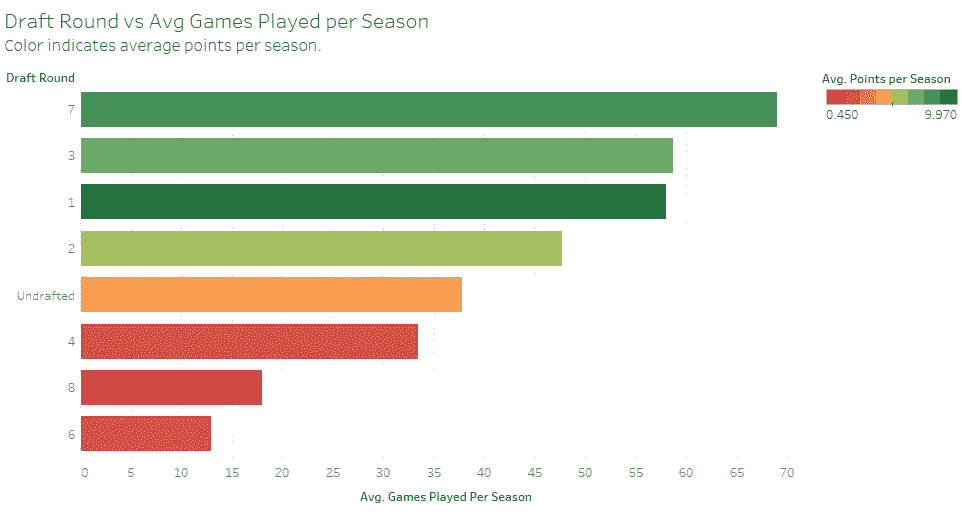 Draft Round vs Avg Games Played per Season
Color indicates average points per season.
Draft Round
Avg. Points per Season
0.450 9.970
7
3
1
2
Undrafted
4
8
6
0 5 10 15 20 25 30 35 40 45 50 55 60 65 70
Avg. Games Played Per Season